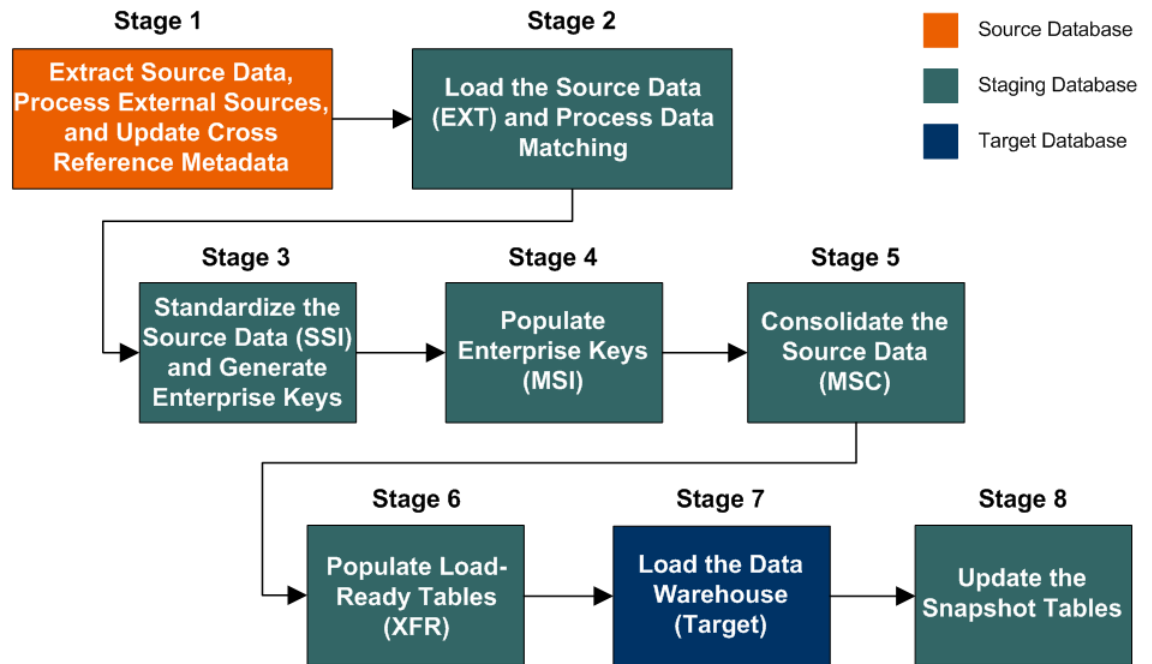 Stage 1
Stage 2
Source Database
Extract Source Data,
Process External Sources,
and Update Cross
Reference Metadata
Load the Source Data
(EXT) and Process Data
Matching
Staging Database
Target Database
Stage 3
Stage 4
Stage 5
Standardize the
Source Data (SSI)
and Generate
Enterprise Keys
Populate
Enterprise Keys
(MSI)
Consolidate the
Source Data
(MSC)
Stage 6
Stage 7
Stage 8
Populate Load-
Ready Tables
(XFR)
Load the Data
Warehouse
(Target)
Update the
Snapshot Tables